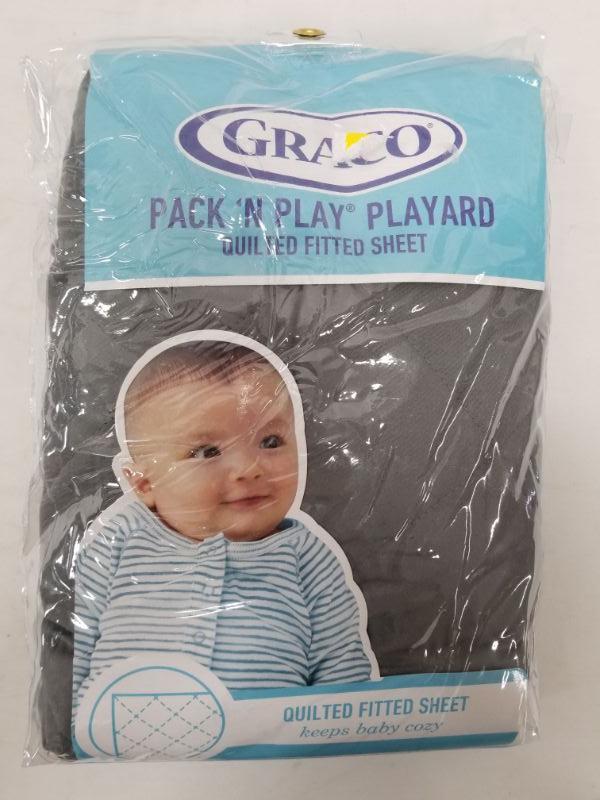 GRACO®
PACK 'N PLAY® PLAYARD
QUILTED FITTED SHEET
QUILTED FITTED SHEET
keeps baby cozy